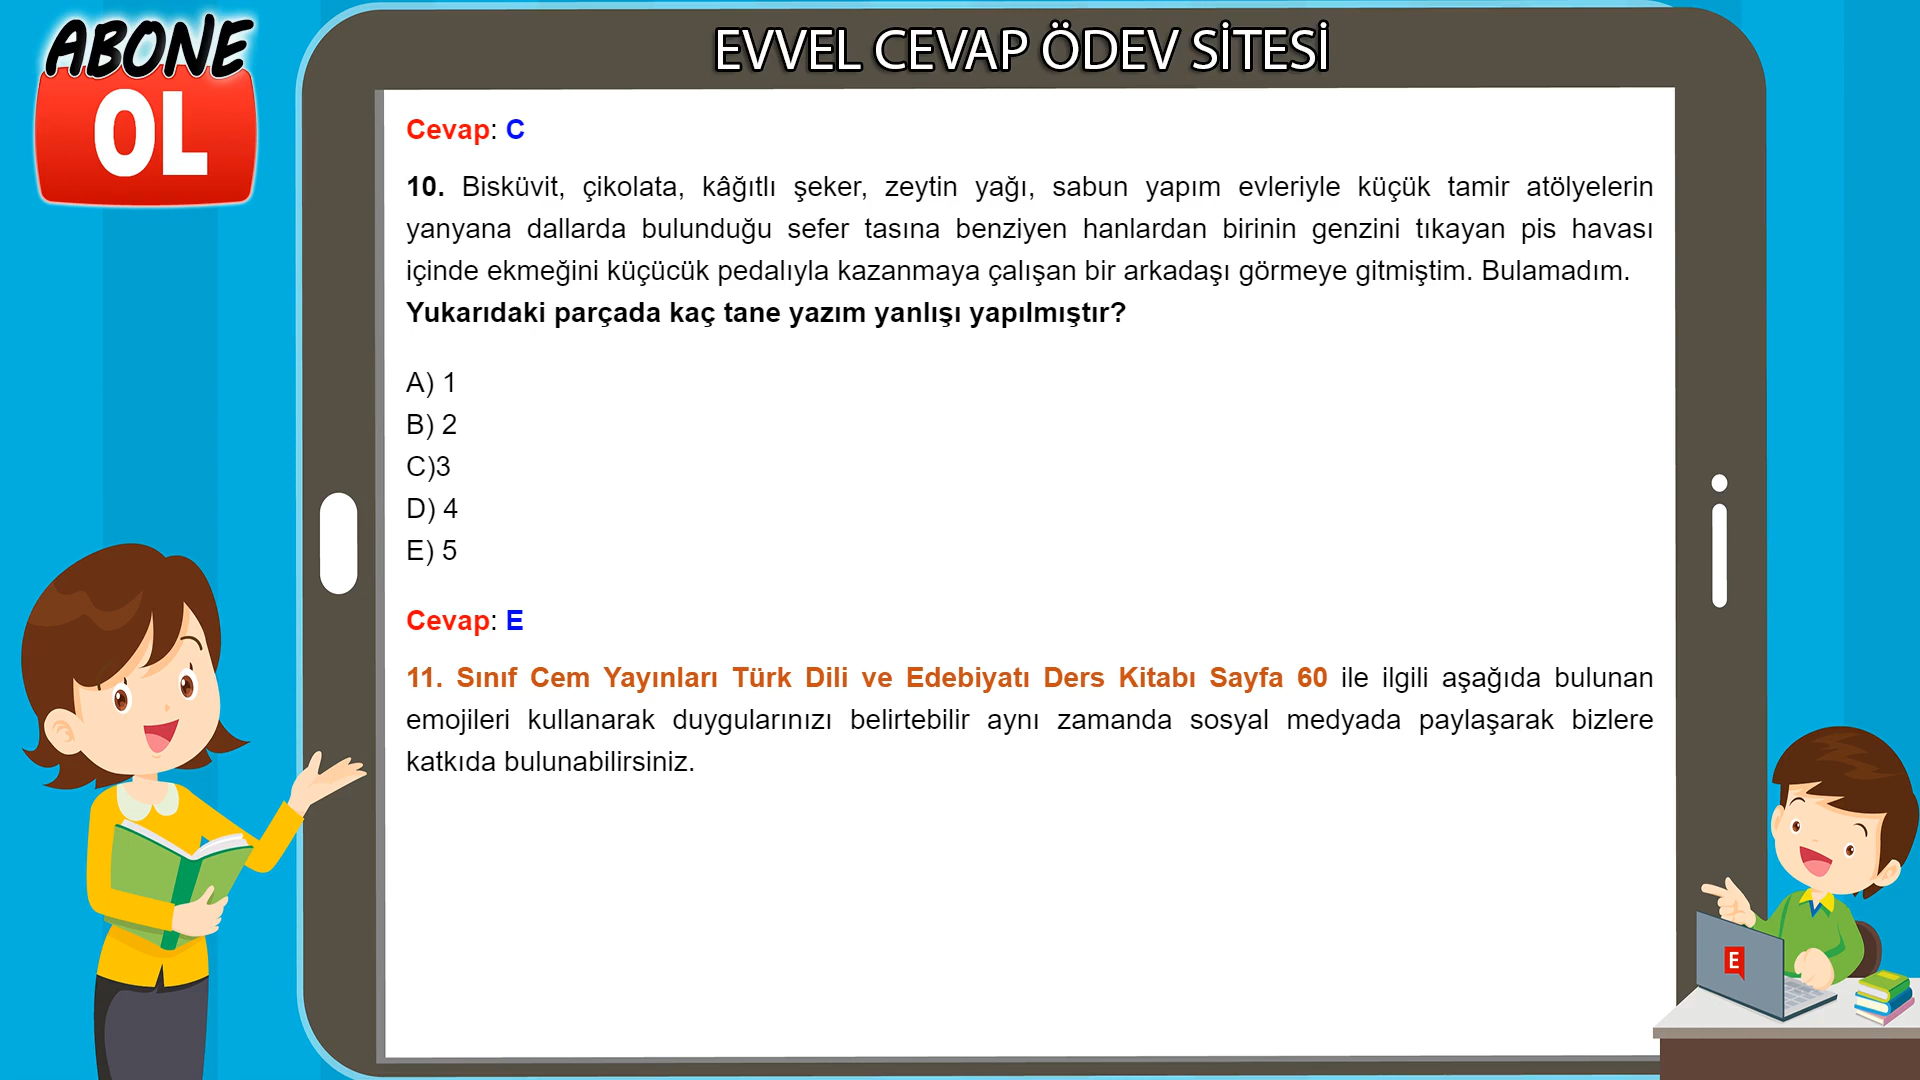 ABONE
OL
EVVEL CEVAP ÖDEV SİTESİ
Cevap: C
10. Bisküvit, çikolata, kâğıtlı şeker, zeytin yağı, sabun yapım evleriyle küçük tamir atölyelerin
yanyana dallarda bulunduğu sefer tasına benziyen hanlardan birinin genzini tıkayan pis havası
içinde ekmeğini küçücük pedalıyla kazanmaya çalışan bir arkadaşı görmeye gitmiştim. Bulamadım.
Yukarıdaki parçada kaç tane yazım yanlışı yapılmıştır?
A) 1
B) 2
C)3
D) 4
E) 5
Cevap: E
11. Sınıf Cem Yayınları Türk Dili ve Edebiyatı Ders Kitabı Sayfa 60 ile ilgili aşağıda bulunan
emojileri kullanarak duygularınızı belirtebilir aynı zamanda sosyal medyada paylaşarak bizlere
katkıda bulunabilirsiniz.
E